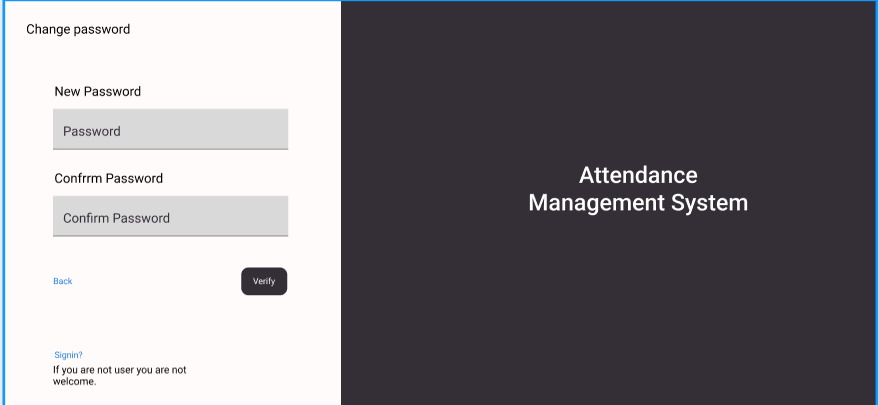 Change password
New Password
Password
Confrrm Password
Confirm Password
Back
Verify
Signin?
If you are not user you are not
welcome.
Attendance
Management System